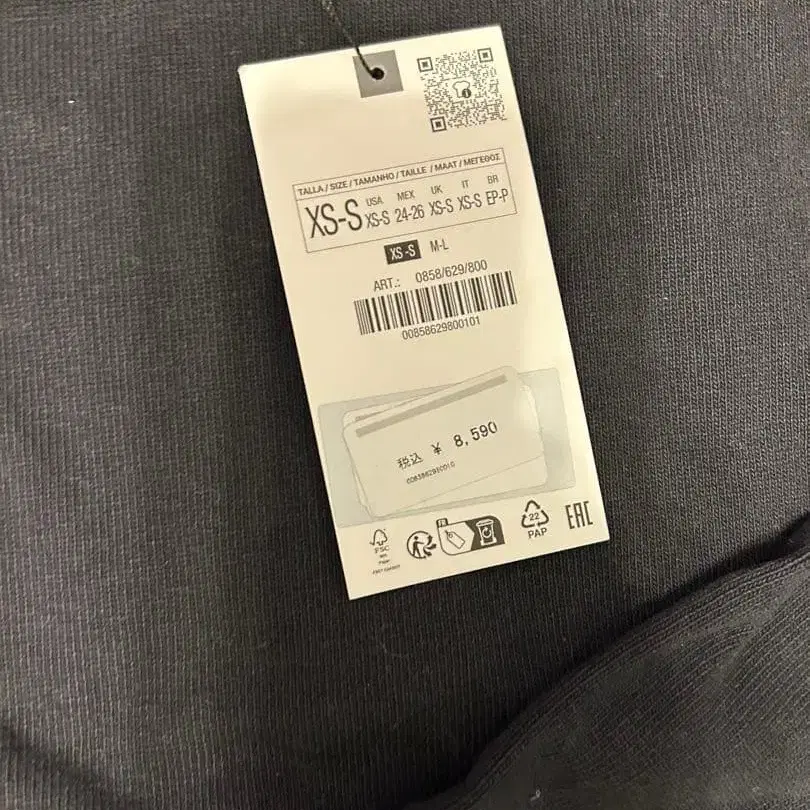 TALLA / SIZE / TAMANHO / TAILLE / MAAT / ΜΕΓΕΘΟΣ
XS-S
USA
XS-S
MEX
24-26
UK
XS-S
IT
XS-S
BR
EP-P
XS-S M-L
ART.: 0858/629/800
00858629800101
税込 ¥ 8,590
FR
FSC
22
PAP
EAC